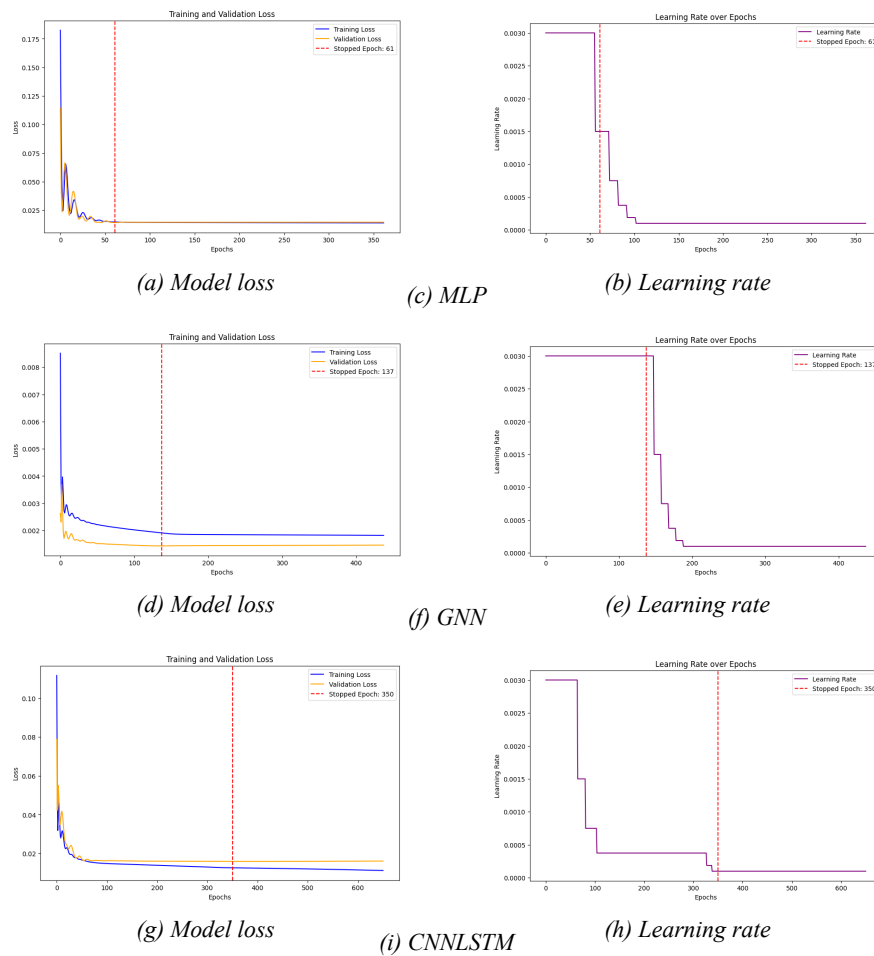 Training and Validation Loss
Learning Rate over Epochs
0.175
0.150
0.125
0.100
0.075
0.050
0.025
Loss
Training Loss
Validation Loss
Stopped Epoch: 61
0 50 100 150 200 250 300 350
Epochs
0.0030
0.0025
0.0020
0.0015
0.0010
0.0005
0.0000
Learning Rate
Learning Rate
Stopped Epoch: 61
0 50 100 150 200 250 300 350
Epochs
(a) Model loss
(b) Learning rate
(c) MLP
Training and Validation Loss
Learning Rate over Epochs
0.008
0.007
0.006
0.005
0.004
0.003
0.002
Loss
Training Loss
Validation Loss
Stopped Epoch: 137
0 100 200 300 400
Epochs
0.0030
0.0025
0.0020
0.0015
0.0010
0.0005
0.0000
Learning Rate
Learning Rate
Stopped Epoch: 137
0 100 200 300 400
Epochs
(d) Model loss
(e) Learning rate
(f) GNN
Training and Validation Loss
Learning Rate over Epochs
0.10
0.08
0.06
0.04
0.02
Loss
Training Loss
Validation Loss
Stopped Epoch: 350
0 100 200 300 400 500 600
Epochs
0.0030
0.0025
0.0020
0.0015
0.0010
0.0005
0.0000
Learning Rate
Learning Rate
Stopped Epoch: 350
0 100 200 300 400 500 600
Epochs
(g) Model loss
(h) Learning rate
(i) CNNLSTM